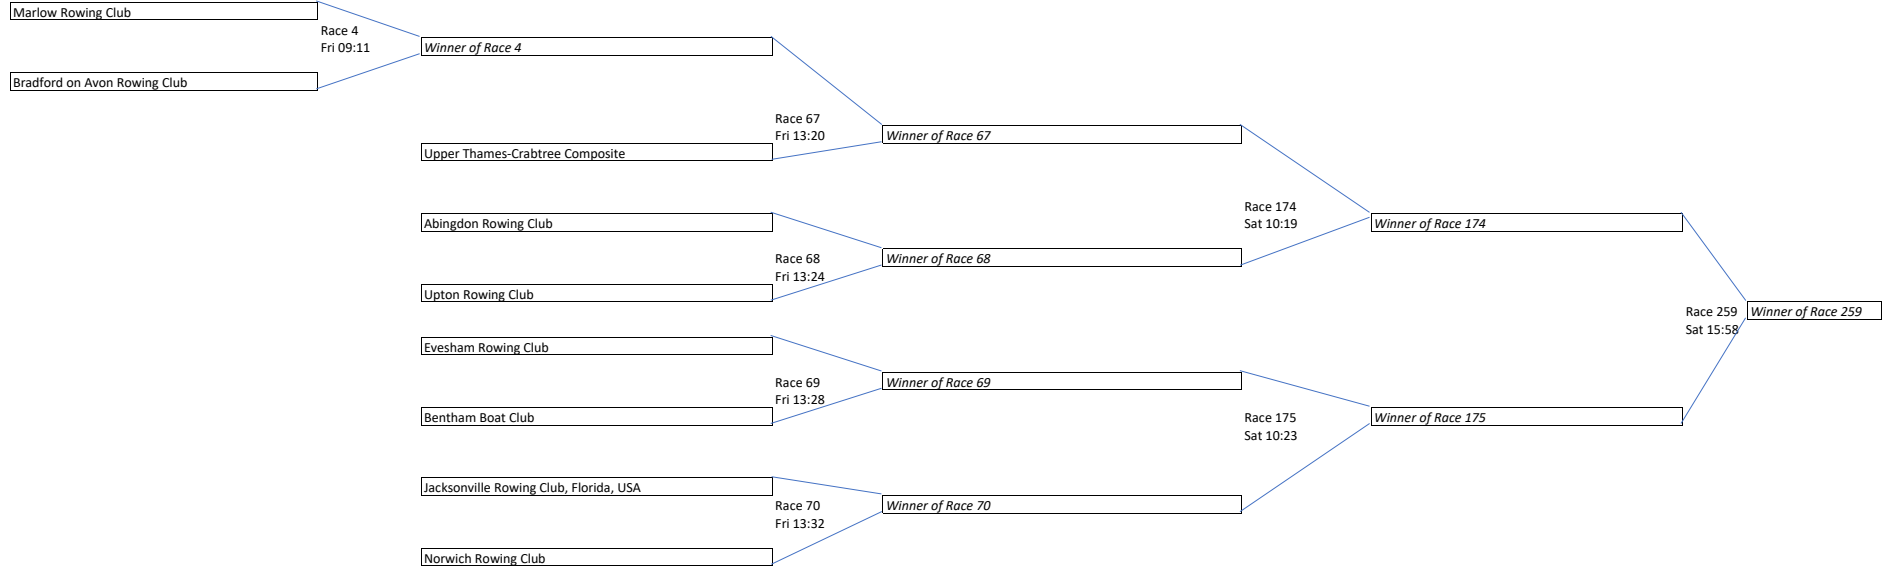 Marlow Rowing Club
Race 4
Fri 09:11
Winner of Race 4
Bradford on Avon Rowing Club
Race 67
Fri 13:20
Winner of Race 67
Upper Thames-Crabtree Composite
Race 174
Sat 10:19
Abingdon Rowing Club
Winner of Race 174
Race 68
Fri 13:24
Winner of Race 68
Upton Rowing Club
Race 259
Sat 15:58
Winner of Race 259
Evesham Rowing Club
Race 69
Fri 13:28
Winner of Race 69
Bentham Boat Club
Race 175
Sat 10:23
Winner of Race 175
Jacksonville Rowing Club, Florida, USA
Race 70
Fri 13:32
Winner of Race 70
Norwich Rowing Club